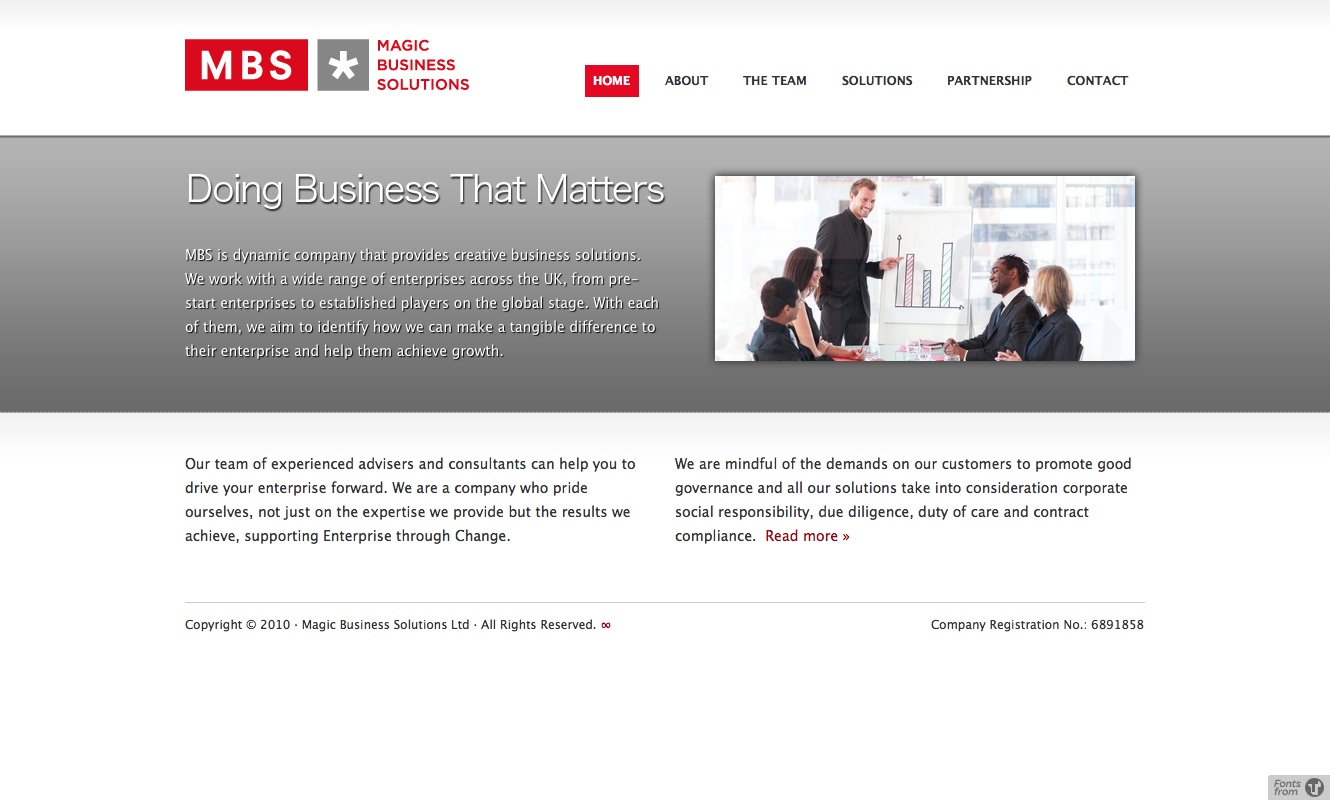 MBS * MAGIC
BUSINESS
SOLUTIONS
HOME ABOUT THE TEAM SOLUTIONS PARTNERSHIP CONTACT
Doing Business That Matters
MBS is dynamic company that provides creative business solutions.
We work with a wide range of enterprises across the UK, from pre-
start enterprises to established players on the global stage. With each
of them, we aim to identify how we can make a tangible difference to
their enterprise and help them achieve growth.
Our team of experienced advisers and consultants can help you to
drive your enterprise forward. We are a company who pride
ourselves, not just on the expertise we provide but the results we
achieve, supporting Enterprise through Change.
We are mindful of the demands on our customers to promote good
governance and all our solutions take into consideration corporate
social responsibility, due diligence, duty of care and contract
compliance. Read more »
Copyright © 2010 · Magic Business Solutions Ltd · All Rights Reserved. ∞
Company Registration No.: 6891858
Fonts
from T